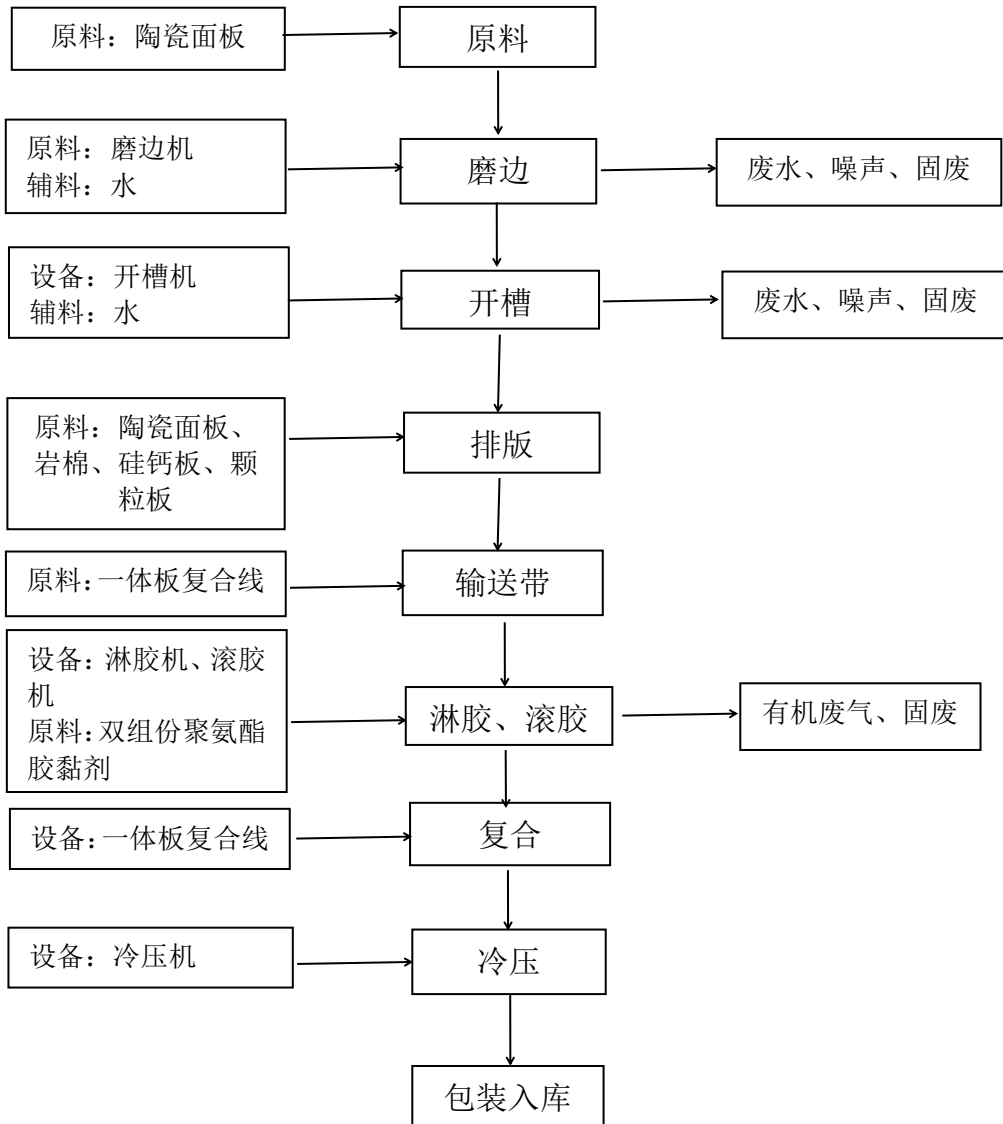 原料：陶瓷面板
原料
原料：磨边机
辅料：水
磨边
废水、噪声、固废
设备：开槽机
辅料：水
开槽
废水、噪声、固废
原料：陶瓷面板、
岩棉、硅钙板、颗
粒板
排版
原料：一体板复合线
输送带
设备：淋胶机、滚胶
机
原料：双组份聚氨酯
胶黏剂
淋胶、滚胶
有机废气、固废
设备：一体板复合线
复合
设备：冷压机
冷压
包装入库